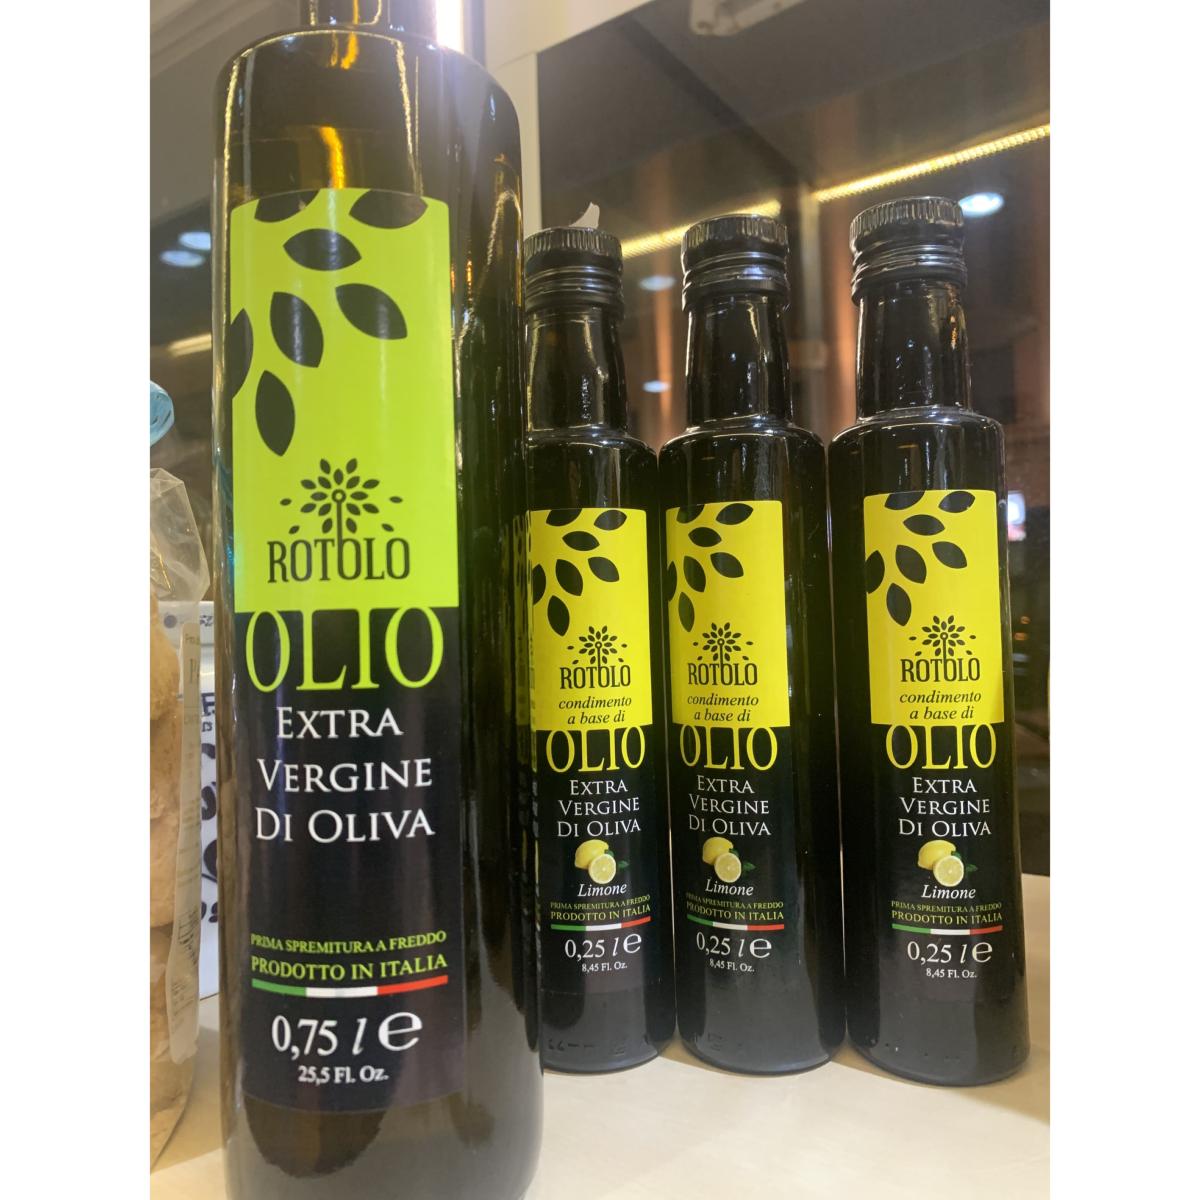 ROTOLO
OLIO
EXTRA
VERGINE
DI OLIVA
PRIMA SPREMITURA A FREDDO
PRODOTTO IN ITALIA
0,75 l e
25,5 Fl. Oz.
ROTOLO
condimento
a base di
OLIO
EXTRA
VERGINE
DI OLIVA
Limone
PRIMA SPREMITURA A FREDDO
PRODOTTO IN ITALIA
0,25 l e
8,45 Fl. Oz.
ROTOLO
condimento
a base di
OLIO
EXTRA
VERGINE
DI OLIVA
Limone
PRIMA SPREMITURA A FREDDO
PRODOTTO IN ITALIA
0,25 l e
8,45 Fl. Oz.
ROTOLO
condimento
a base di
OLIO
EXTRA
VERGINE
DI OLIVA
Limone
PRIMA SPREMITURA A FREDDO
PRODOTTO IN ITALIA
0,25 l e
8,45 Fl. Oz.